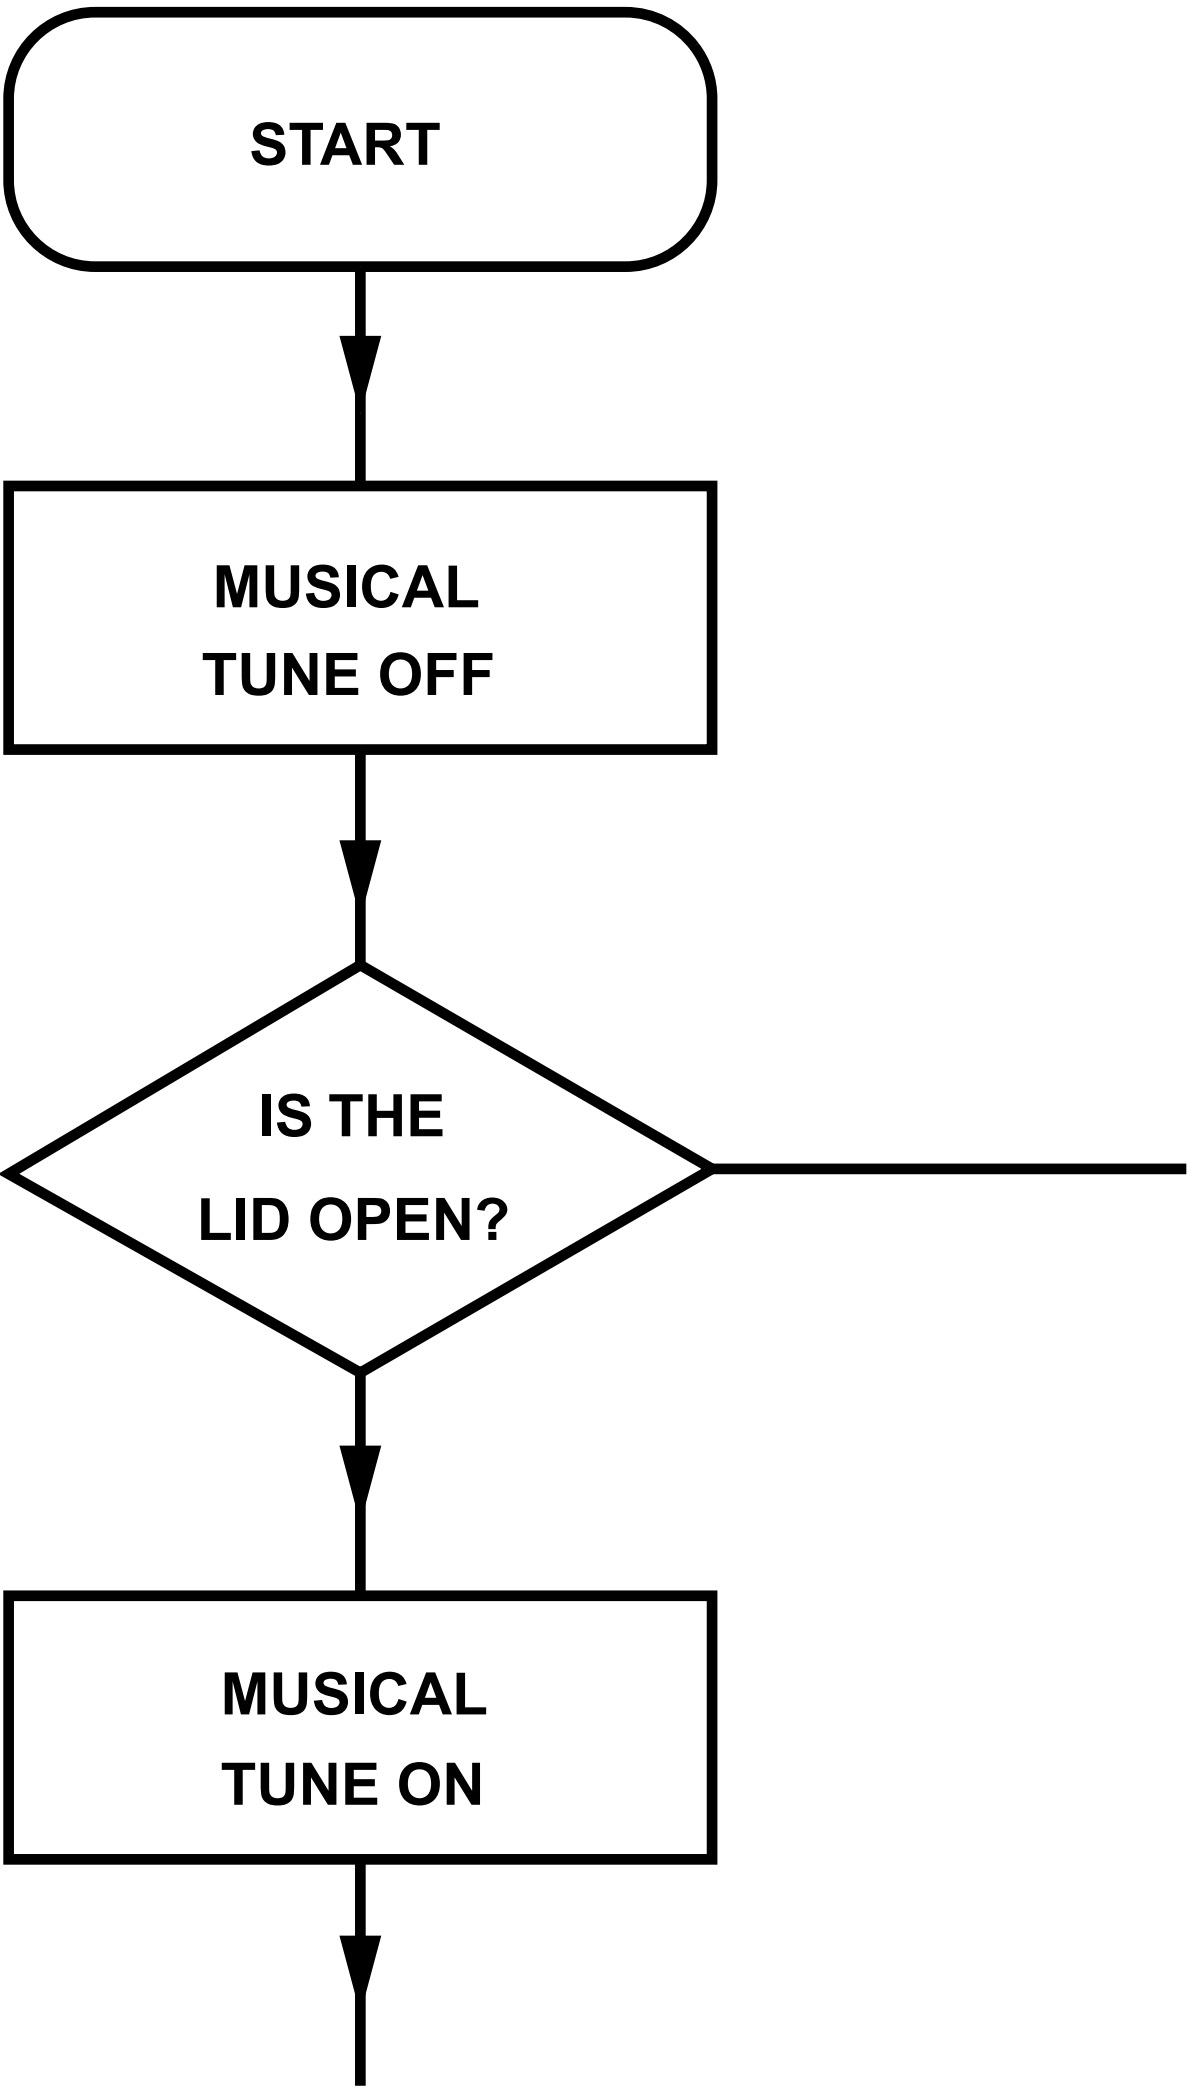 START
MUSICAL
TUNE OFF
IS THE
LID OPEN?
MUSICAL
TUNE ON